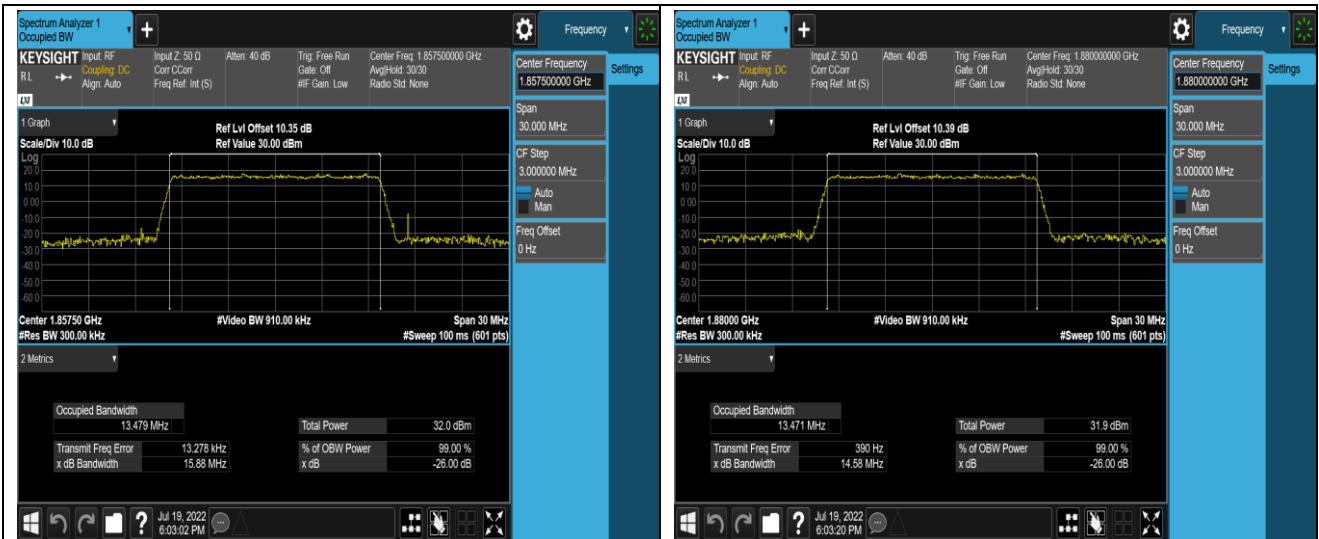 Spectrum Analyzer 1
Occupied BW
+
Frequency
KEYSIGHT Input: RF Input Z: 50 Ω Atten: 40 dB Trig: Free Run Center Freq: 1.857500000 GHz
Coupling: DC Corr CCorr Gate: Off Avg|Hold: 30/30
R L Align: Auto Freq Ref: Int (S) #IF Gain: Low Radio Std: None
LXI
Center Frequency
1.857500000 GHz
Settings
Span
30.000 MHz
CF Step
3.000000 MHz
Auto
Man
Freq Offset
0 Hz
1 Graph
Ref Lvl Offset 10.35 dB
Scale/Div 10.0 dB Ref Value 30.00 dBm
Log
20.0
10.0
0.00
-10.0
-20.0
-30.0
-40.0
-50.0
-60.0
Center 1.85750 GHz #Video BW 910.00 kHz Span 30 MHz
#Res BW 300.00 kHz #Sweep 100 ms (601 pts)
2 Metrics
Occupied Bandwidth
13.479 MHz Total Power 32.0 dBm
Transmit Freq Error 13.278 kHz % of OBW Power 99.00 %
x dB Bandwidth 15.88 MHz x dB -26.00 dB
? Jul 19, 2022
6:03:02 PM
Spectrum Analyzer 1
Occupied BW
+
Frequency
KEYSIGHT Input: RF Input Z: 50 Ω Atten: 40 dB Trig: Free Run Center Freq: 1.880000000 GHz
Coupling: DC Corr CCorr Gate: Off Avg|Hold: 30/30
R L Align: Auto Freq Ref: Int (S) #IF Gain: Low Radio Std: None
LXI
Center Frequency
1.880000000 GHz
Settings
Span
30.000 MHz
CF Step
3.000000 MHz
Auto
Man
Freq Offset
0 Hz
1 Graph
Ref Lvl Offset 10.39 dB
Scale/Div 10.0 dB Ref Value 30.00 dBm
Log
20.0
10.0
0.00
-10.0
-20.0
-30.0
-40.0
-50.0
-60.0
Center 1.88000 GHz #Video BW 910.00 kHz Span 30 MHz
#Res BW 300.00 kHz #Sweep 100 ms (601 pts)
2 Metrics
Occupied Bandwidth
13.471 MHz Total Power 31.9 dBm
Transmit Freq Error 390 Hz % of OBW Power 99.00 %
x dB Bandwidth 14.58 MHz x dB -26.00 dB
? Jul 19, 2022
6:03:20 PM